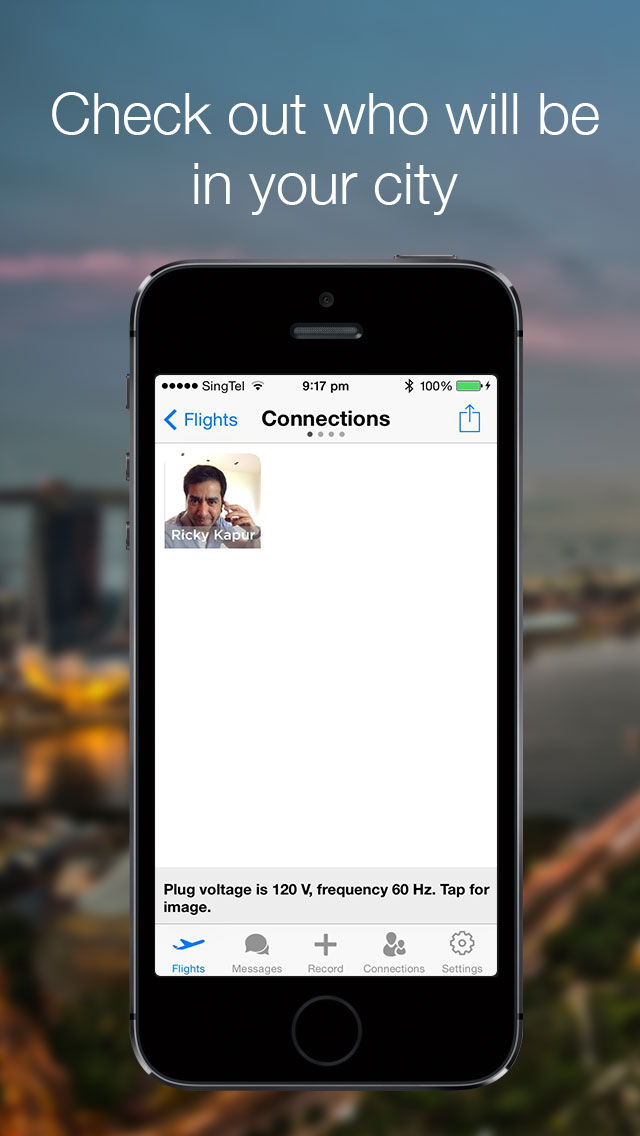 Check out who will be
in your city
SingTel 9:17 pm 100%
Flights Connections
Ricky Kapur
Plug voltage is 120 V, frequency 60 Hz. Tap for
image.
Flights Messages Record Connections Settings